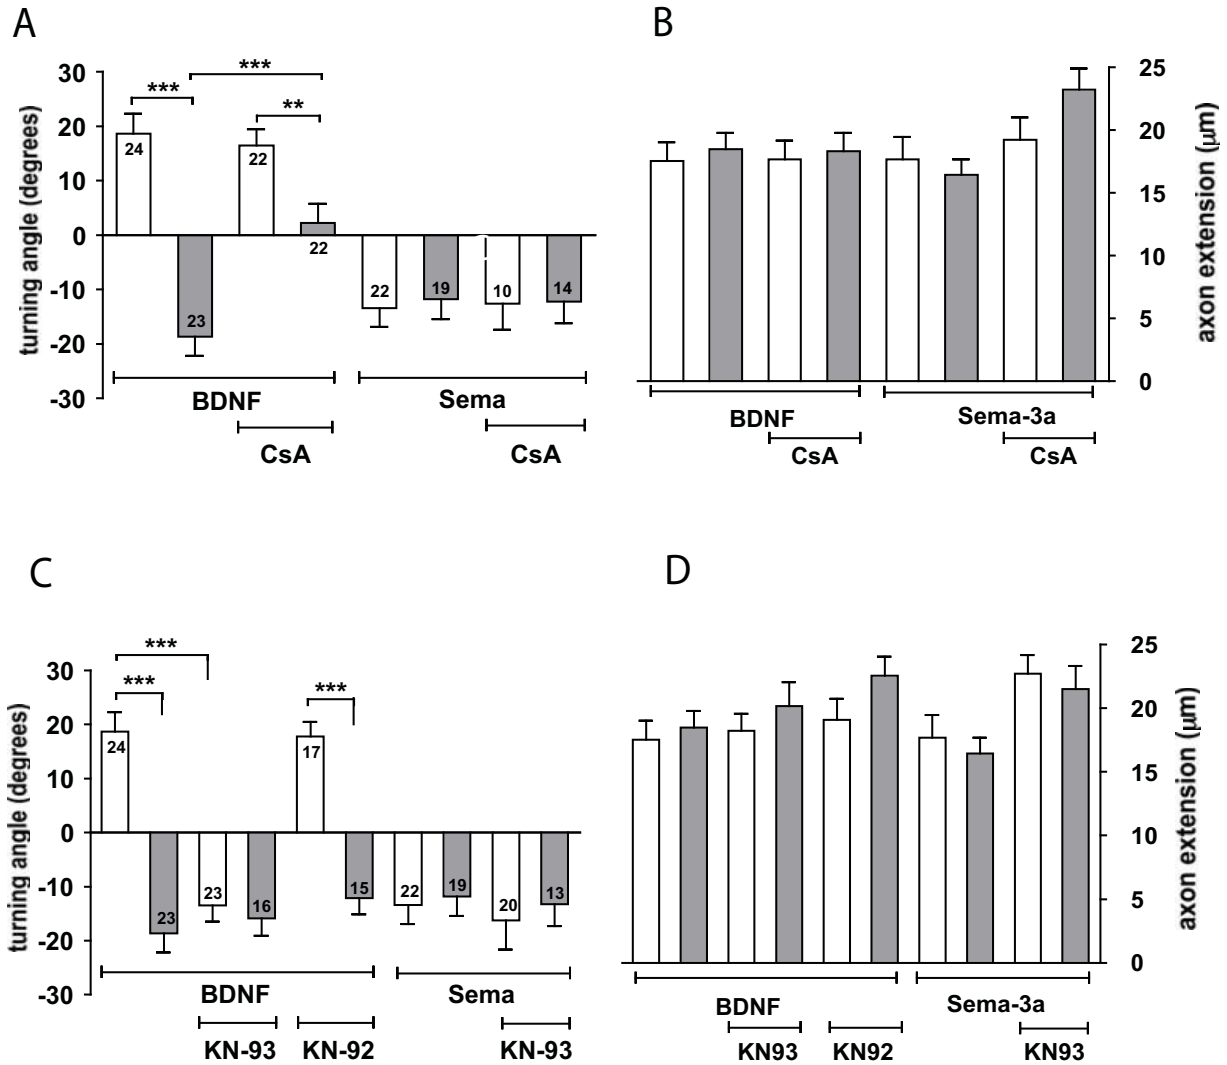 A
B
turning angle (degrees)
30
20
10
0
-10
-20
-30
***
***
**
24
23
22
22
22
19
10
14
BDNF
Sema
CsA
CsA
axon extension (μm)
25
20
15
10
5
0
BDNF
Sema-3a
CsA
CsA
C
D
turning angle (degrees)
30
20
10
0
-10
-20
-30
***
***
***
24
23
23
16
17
15
22
19
20
13
BDNF
Sema
KN-93
KN-92
KN-93
axon extension (μm)
25
20
15
10
5
0
BDNF
Sema-3a
KN93
KN92
KN93